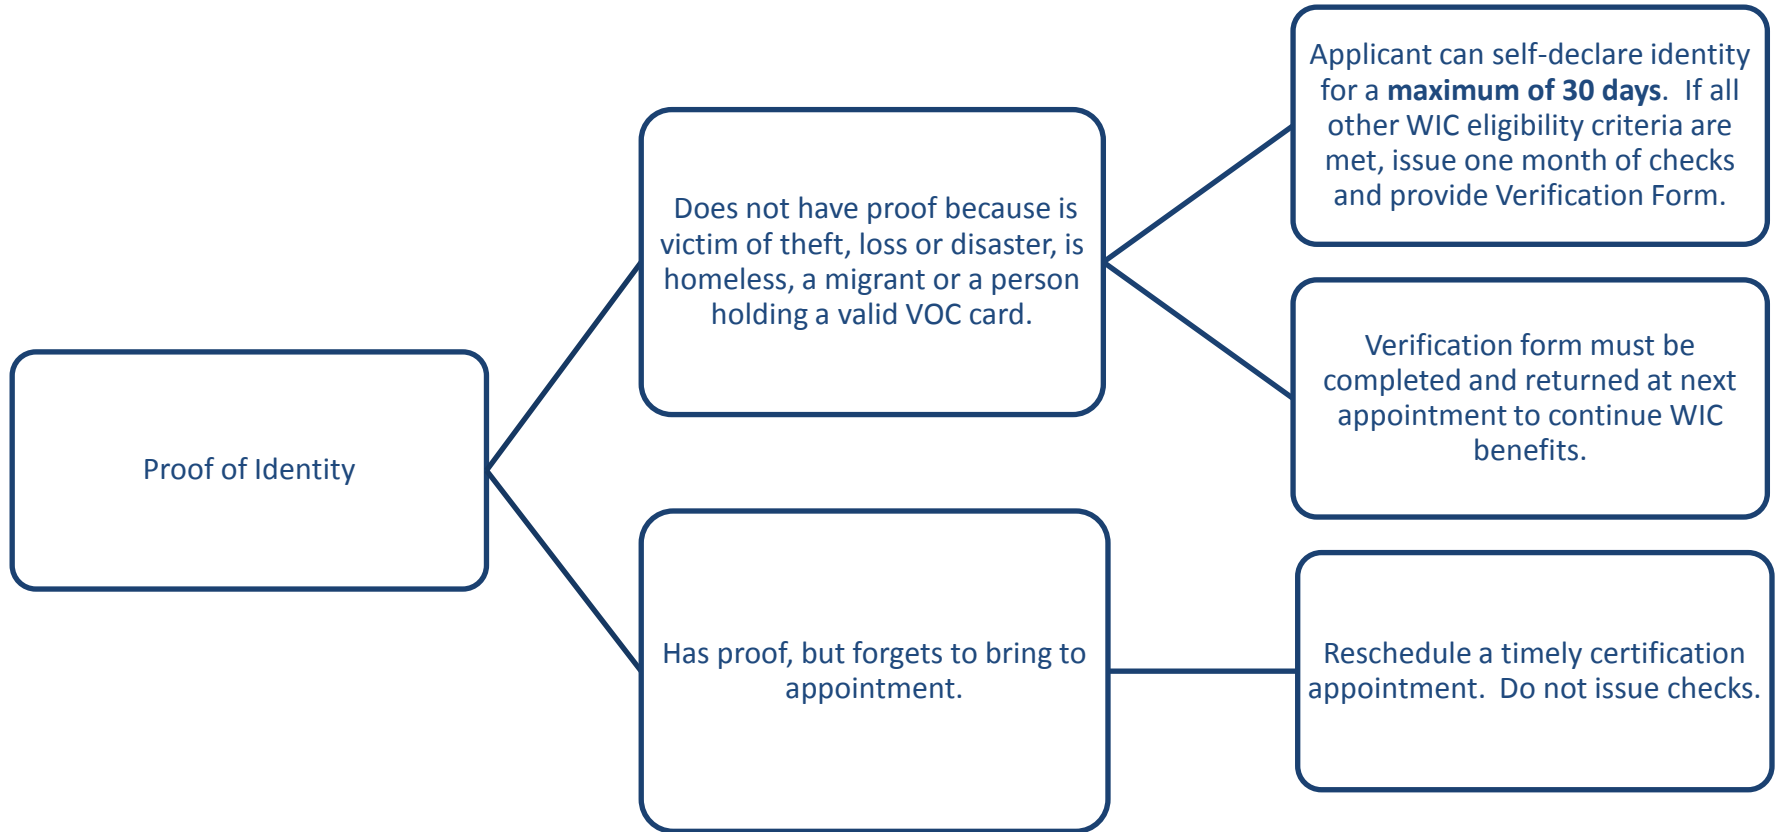 Proof of Identity
Does not have proof because is
victim of theft, loss or disaster, is
homeless, a migrant or a person
holding a valid VOC card.
Applicant can self-declare identity
for a maximum of 30 days.  If all
other WIC eligibility criteria are
met, issue one month of checks
and provide Verification Form.
Verification form must be
completed and returned at next
appointment to continue WIC
benefits.
Has proof, but forgets to bring to
appointment.
Reschedule a timely certification
appointment.  Do not issue checks.